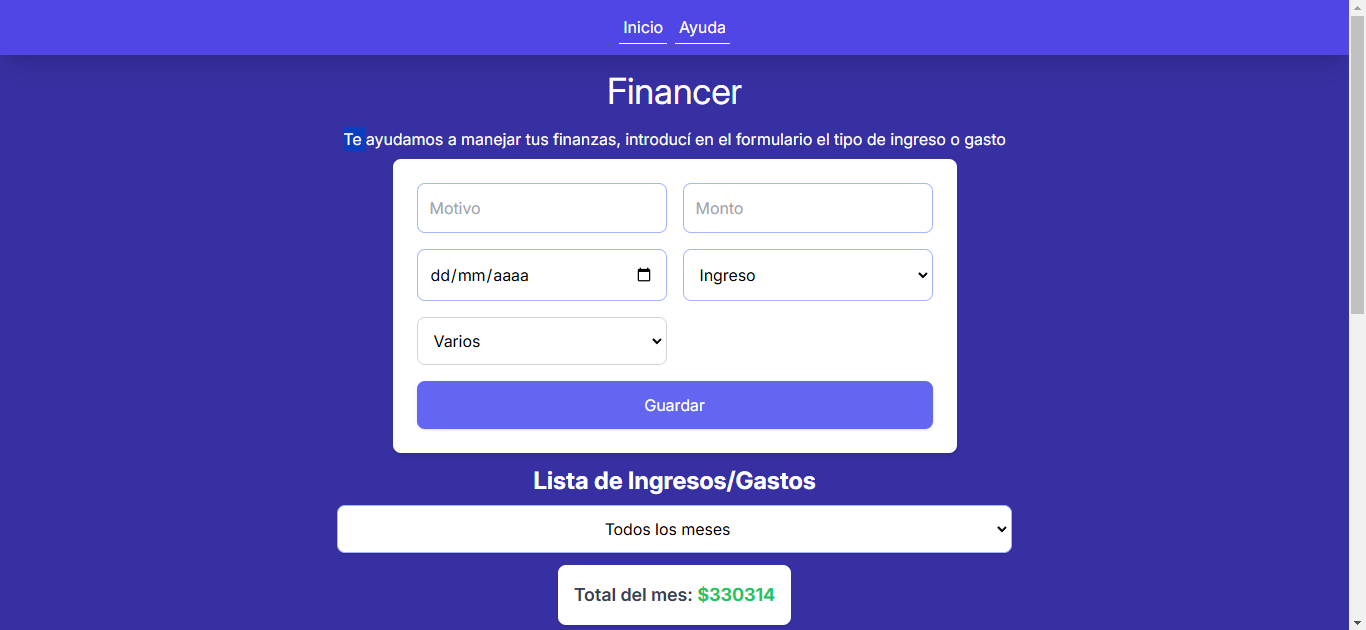 Inicio Ayuda
Financer
Te ayudamos a manejar tus finanzas, introducí en el formulario el tipo de ingreso o gasto
Motivo Monto
dd/mm/aaaa Ingreso
Varios
Guardar
Lista de Ingresos/Gastos
Todos los meses
Total del mes: $330314